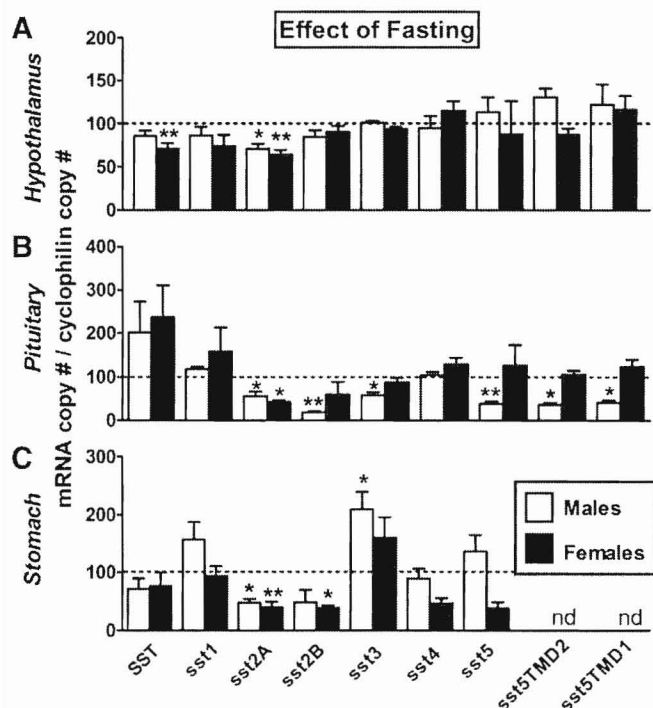 A
Effect of Fasting
Hypothalamus
200
150
100
50
0
** * **
B
Pituitary
mRNA copy # / cyclophilin copy #
400
300
200
100
0
* * ** * ** * *
C
Stomach
300
200
100
0
* ** * *
Males
Females
nd nd
SST sst1 sst2A sst2B sst3 sst4 sst5 sst5TMD2 sst5TMD1